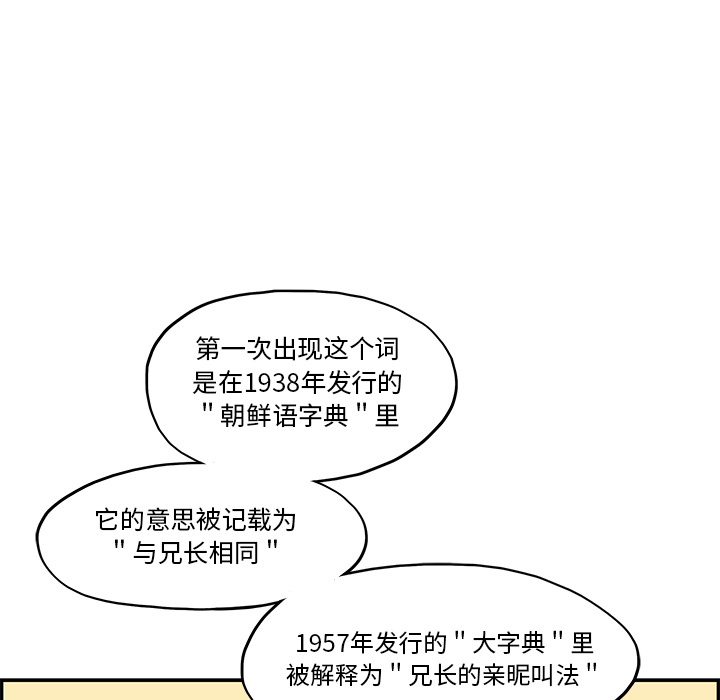 第一次出现这个词
是在1938年发行的
＂朝鲜语字典＂里
它的意思被记载为
＂与兄长相同＂
1957年发行的＂大字典＂里
被解释为＂兄长的亲昵叫法＂